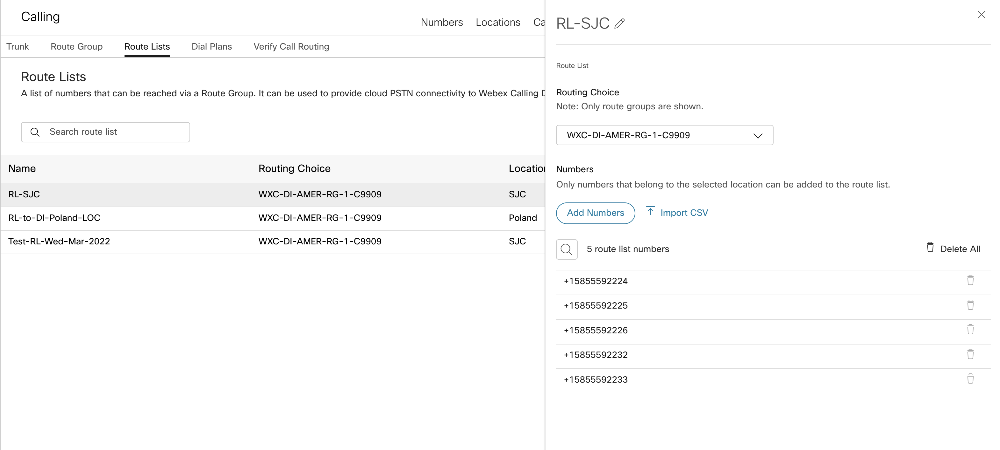 Calling
Numbers Locations Ca
Trunk Route Group Route Lists Dial Plans Verify Call Routing
Route Lists
A list of numbers that can be reached via a Route Group. It can be used to provide cloud PSTN connectivity to Webex Calling D
Search route list
Name Routing Choice Location
RL-SJC WXC-DI-AMER-RG-1-C9909 SJC
RL-to-DI-Poland-LOC WXC-DI-AMER-RG-1-C9909 Poland
Test-RL-Wed-Mar-2022 WXC-DI-AMER-RG-1-C9909 SJC
RL-SJC
Route List
Routing Choice
Note: Only route groups are shown.
WXC-DI-AMER-RG-1-C9909
Numbers
Only numbers that belong to the selected location can be added to the route list.
Add Numbers Import CSV
5 route list numbers Delete All
+15855592224
+15855592225
+15855592226
+15855592232
+15855592233